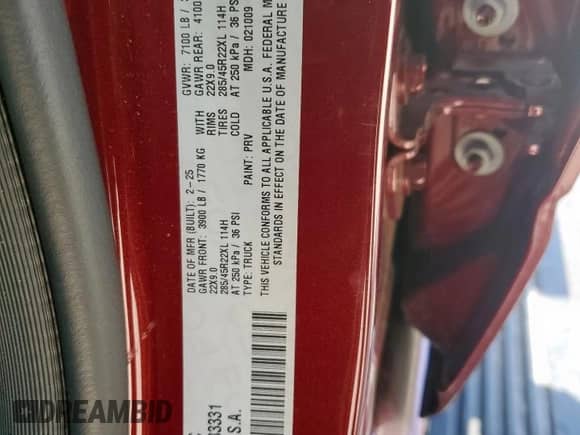 DATE OF MFR (BUILT): 2-25 GVWR: 7100 LB /
GAWR FRONT: 3900 LB / 1770 KG WITH GAWR REAR: 4100
22X9.0 RIMS 22X9.0
285/45R22XL 114H TIRES 285/45R22XL 114H
AT 250 kPa / 36 PSI COLD AT 250 kPa / 36 PSI
TYPE: TRUCK PAINT: PRV MDH: 021009
THIS VEHICLE CONFORMS TO ALL APPLICABLE U.S.A. FEDERAL M
STANDARDS IN EFFECT ON THE DATE OF MANUFACTURE
3331
S.A.
DREAMBID